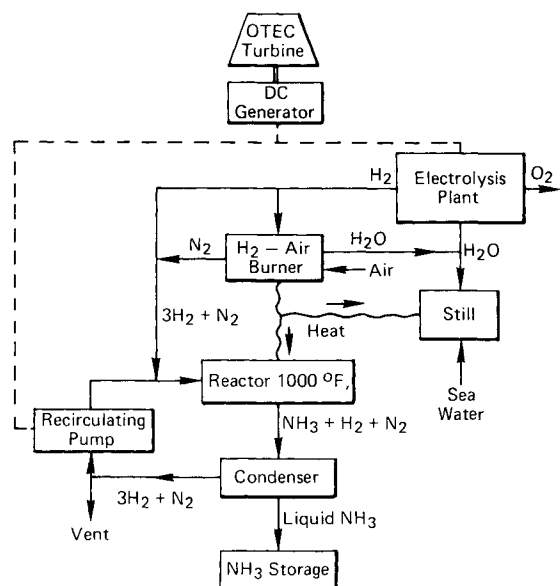 OTEC
Turbine
DC
Generator
H2
Electrolysis
Plant
O2
N2
H2 – Air
Burner
H2O
H2O
Air
3H2 + N2
Heat
Still
Reactor 1000 °F,
Sea
Water
Recirculating
Pump
NH3 + H2 + N2
Condenser
3H2 + N2
Vent
Liquid NH3
NH3 Storage